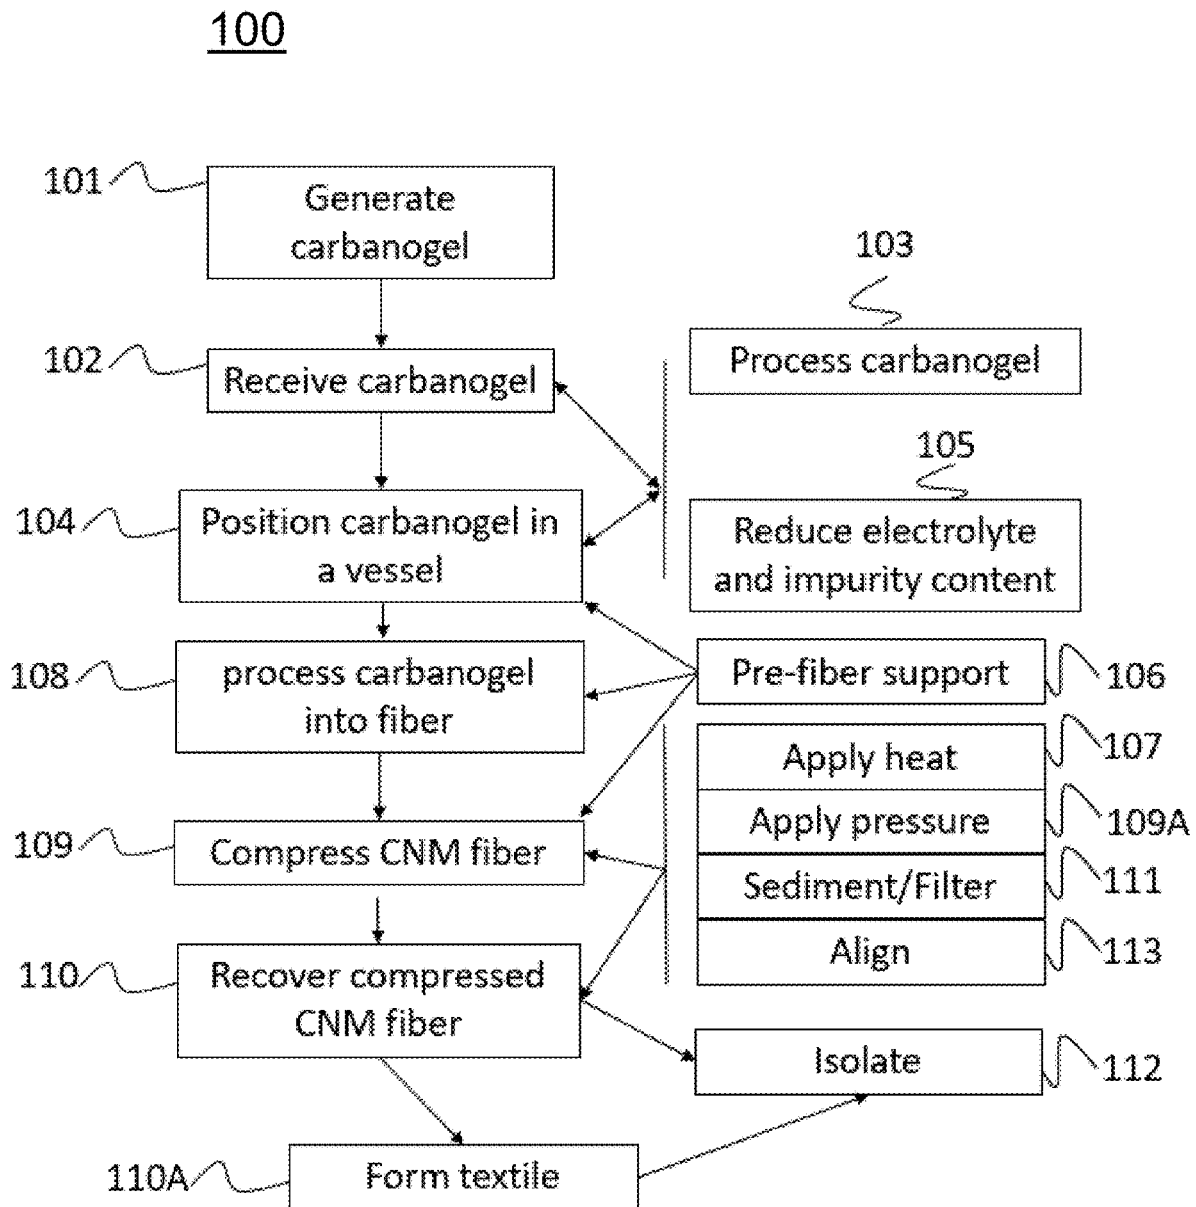 100
101
Generate
carbanogel
103
102
Receive carbanogel
Process carbanogel
105
104
Position carbanogel in
a vessel
Reduce electrolyte
and impurity content
108
process carbanogel
into fiber
Pre-fiber support
106
Apply heat
107
109
Compress CNM fiber
Apply pressure
109A
Sediment/Filter
111
110
Recover compressed
CNM fiber
Align
113
Isolate
112
110A
Form textile